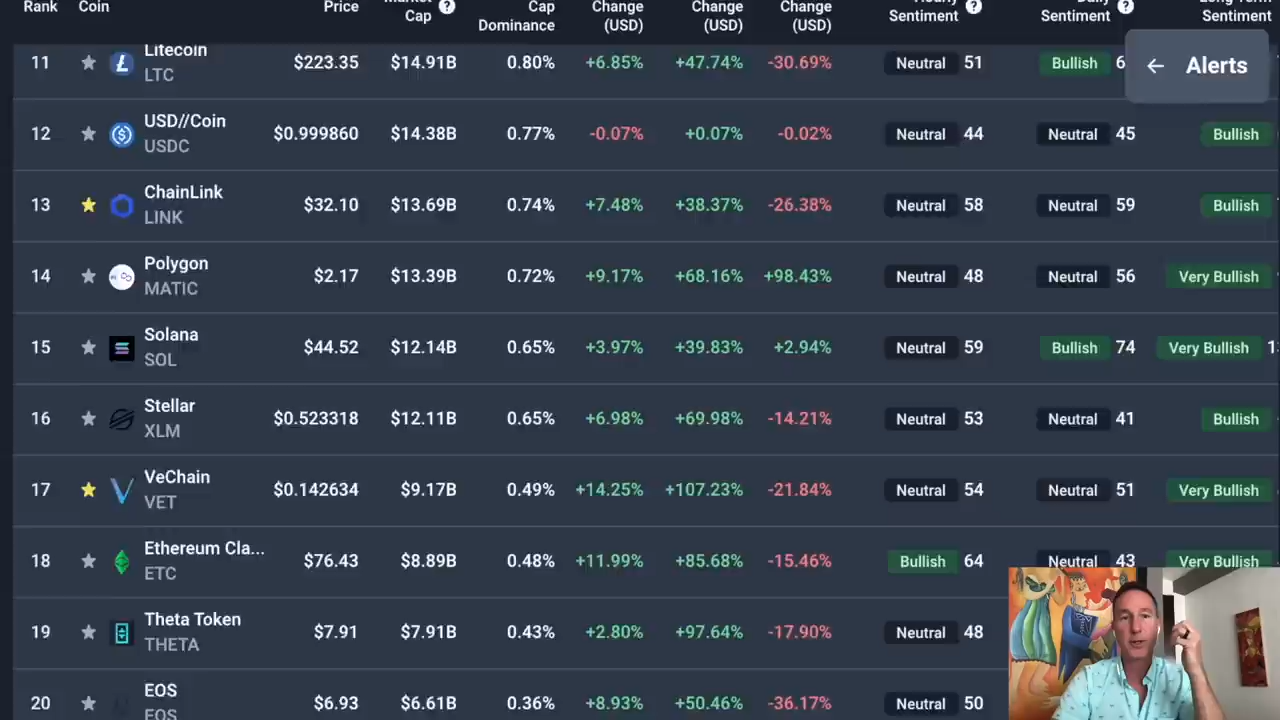 Rank Coin Price Market Cap Cap Dominance Change (USD) Change (USD) Change (USD) Sentiment Sentiment Sentiment
← Alerts
11 Litecoin LTC $223.35 $14.91B 0.80% +6.85% +47.74% -30.69% Neutral 51 Bullish 6
12 USD//Coin USDC $0.999860 $14.38B 0.77% -0.07% +0.07% -0.02% Neutral 44 Neutral 45 Bullish
13 ChainLink LINK $32.10 $13.69B 0.74% +7.48% +38.37% -26.38% Neutral 58 Neutral 59 Bullish
14 Polygon MATIC $2.17 $13.39B 0.72% +9.17% +68.16% +98.43% Neutral 48 Neutral 56 Very Bullish
15 Solana SOL $44.52 $12.14B 0.65% +3.97% +39.83% +2.94% Neutral 59 Bullish 74 Very Bullish 1
16 Stellar XLM $0.523318 $12.11B 0.65% +6.98% +69.98% -14.21% Neutral 53 Neutral 41 Bullish
17 VeChain VET $0.142634 $9.17B 0.49% +14.25% +107.23% -21.84% Neutral 54 Neutral 51 Very Bullish
18 Ethereum Cla... ETC $76.43 $8.89B 0.48% +11.99% +85.68% -15.46% Bullish 64 Neutral 43 Very Bullish
19 Theta Token THETA $7.91 $7.91B 0.43% +2.80% +97.64% -17.90% Neutral 48
20 EOS EOS $6.93 $6.61B 0.36% +8.93% +50.46% -36.17% Neutral 50